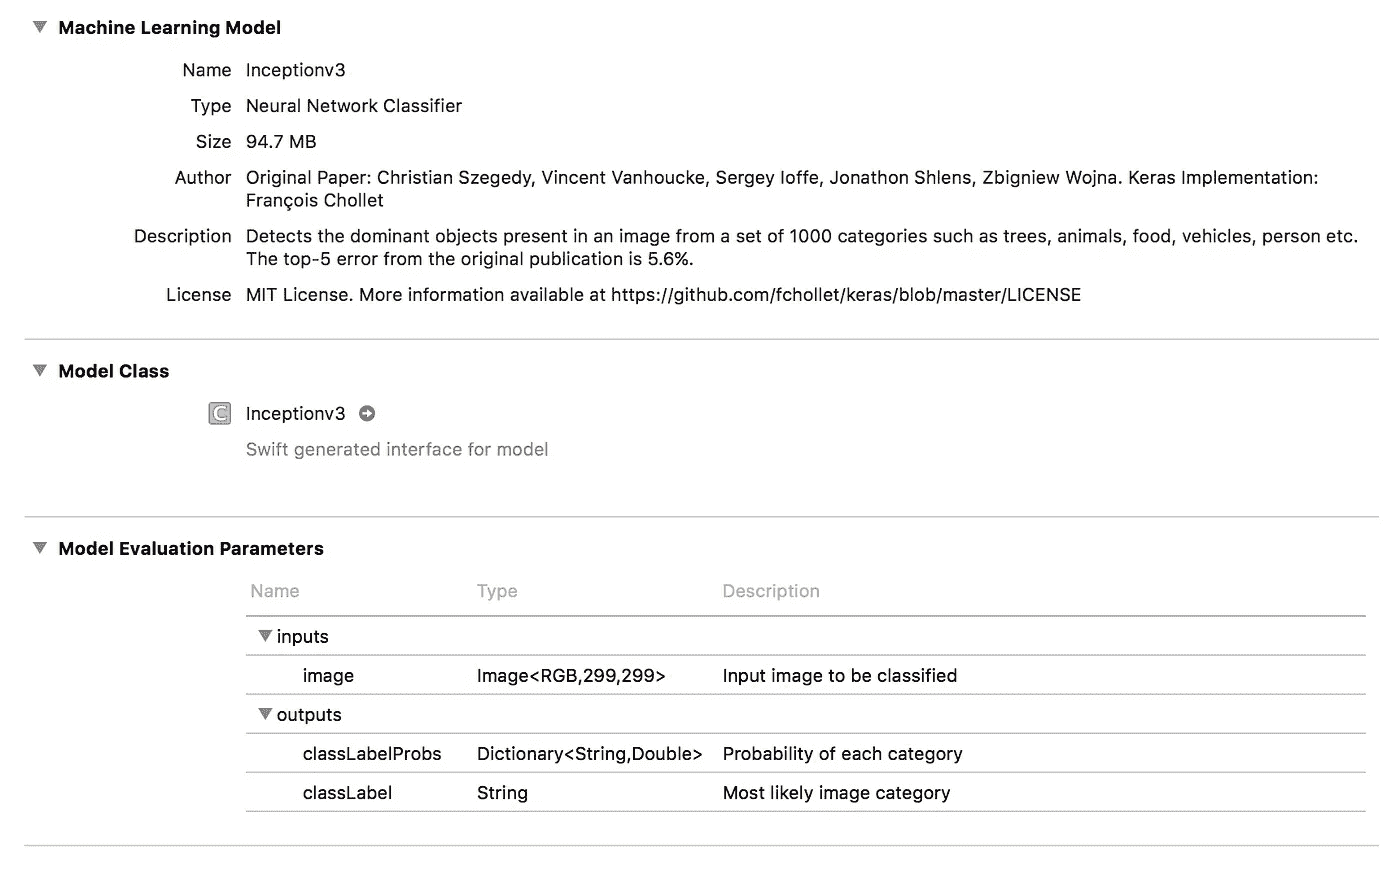 Machine Learning Model
Name Inceptionv3
Type Neural Network Classifier
Size 94.7 MB
Author Original Paper: Christian Szegedy, Vincent Vanhoucke, Sergey Ioffe, Jonathon Shlens, Zbigniew Wojna. Keras Implementation:
François Chollet
Description Detects the dominant objects present in an image from a set of 1000 categories such as trees, animals, food, vehicles, person etc.
The top-5 error from the original publication is 5.6%.
License MIT License. More information available at https://github.com/fchollet/keras/blob/master/LICENSE
Model Class
C Inceptionv3
Swift generated interface for model
Model Evaluation Parameters
Name Type Description
inputs
image Image<RGB,299,299> Input image to be classified
outputs
classLabelProbs Dictionary<String,Double> Probability of each category
classLabel String Most likely image category